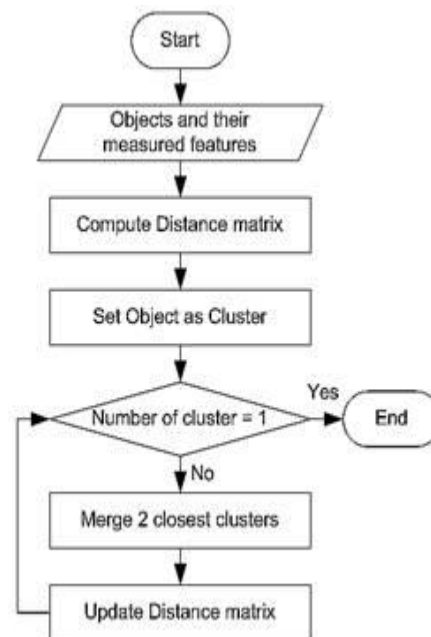 Start
Objects and their
measured features
Compute Distance matrix
Set Object as Cluster
Number of cluster = 1
Yes
End
No
Merge 2 closest clusters
Update Distance matrix